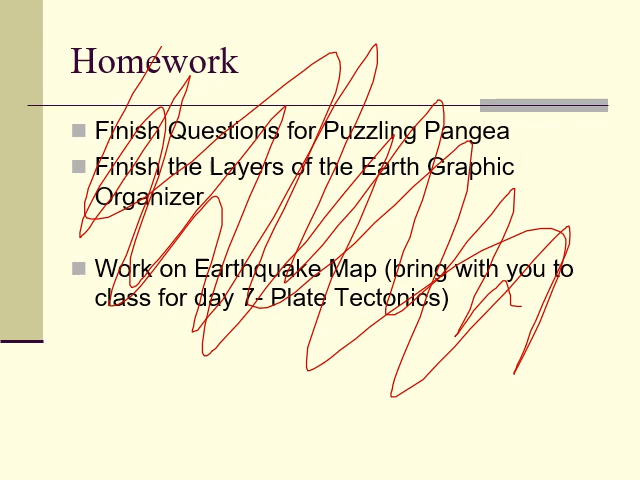 Homework
Finish Questions for Puzzling Pangea
Finish the Layers of the Earth Graphic
Organizer
Work on Earthquake Map (bring with you to
class for day 7- Plate Tectonics)